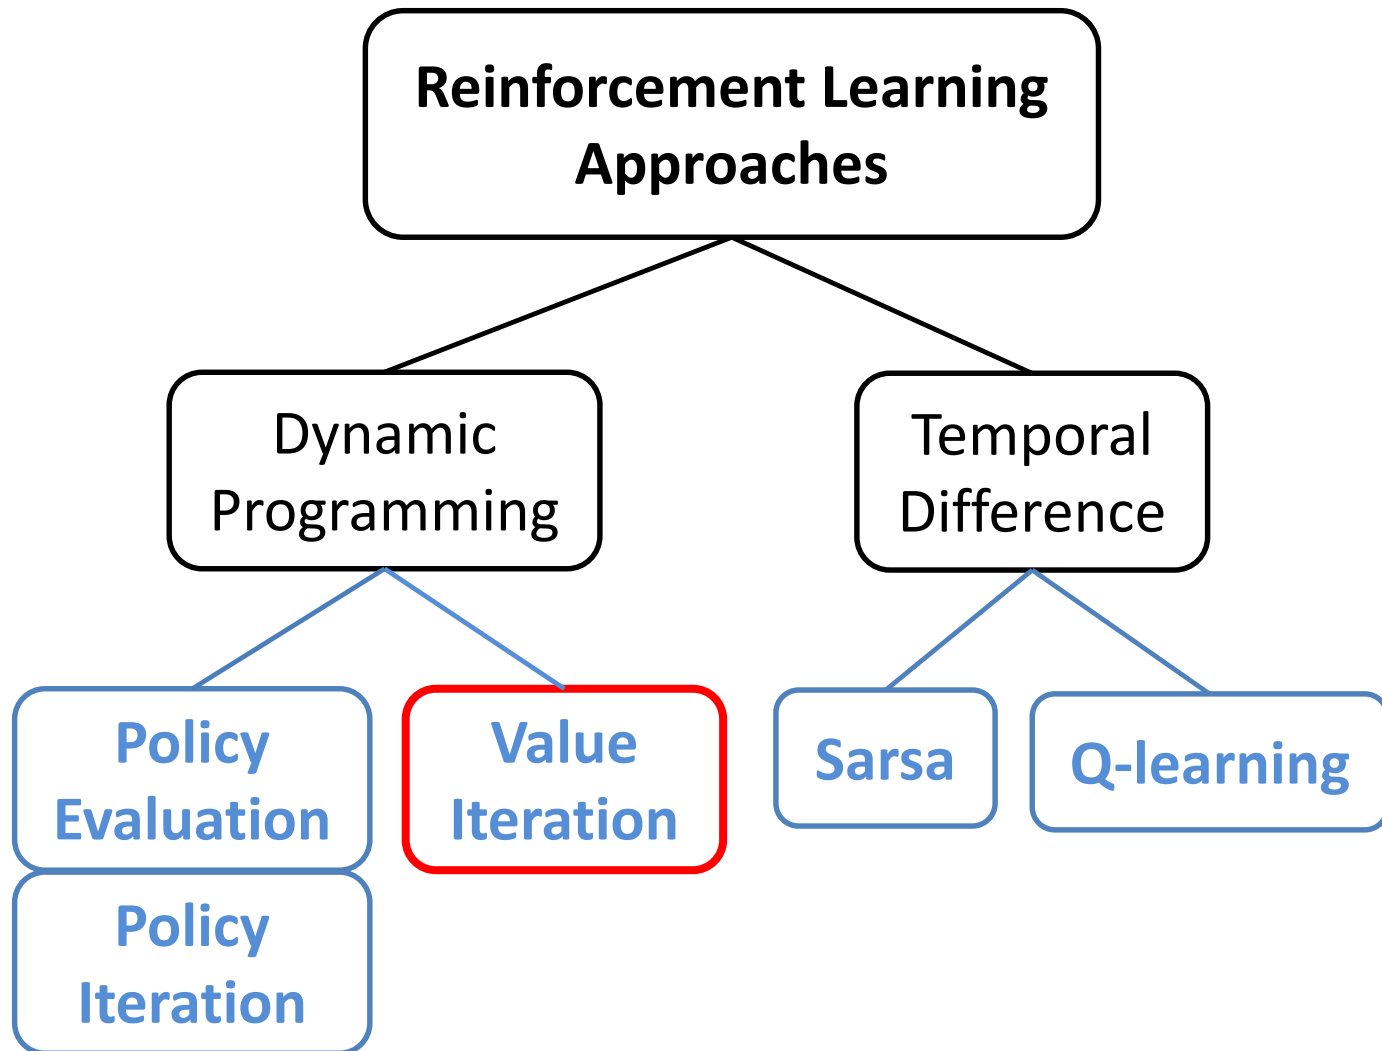 Reinforcement Learning
Approaches
Dynamic
Programming
Temporal
Difference
Policy
Evaluation
Value
Iteration
Sarsa
Q-learning
Policy
Iteration